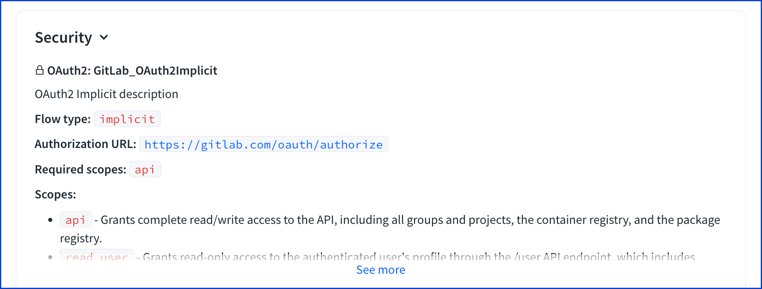 Security
OAuth2: GitLab_OAuth2Implicit
OAuth2 Implicit description
Flow type: implicit
Authorization URL: https://gitlab.com/oauth/authorize
Required scopes: api
Scopes:
• api - Grants complete read/write access to the API, including all groups and projects, the container registry, and the package
registry.
• read_user - Grants read-only access to the authenticated user's profile through the /user API endpoint, which includes
See more